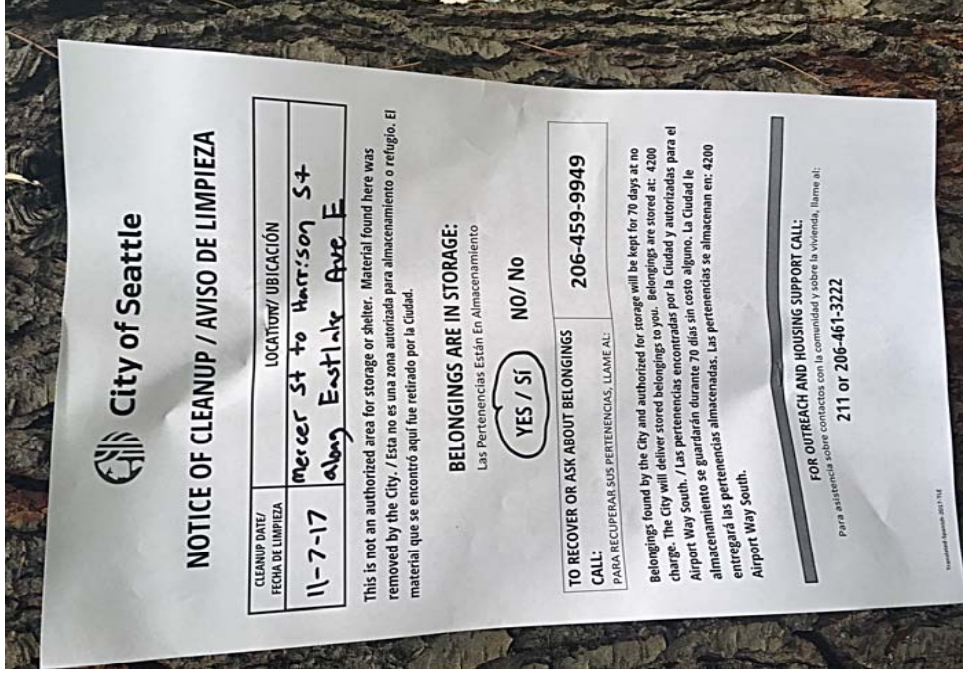 City of Seattle
NOTICE OF CLEANUP / AVISO DE LIMPIEZA
CLEANUP DATE/
FECHA DE LIMPIEZA
LOCATION/ UBICACIÓN
11-7-17
Mercer St to Harrison St
along Eastlake Ave E
This is not an authorized area for storage or shelter. Material found here was
removed by the City. / Esta no es una zona autorizada para almacenamiento o refugio. El
material que se encontró aquí fue retirado por la Ciudad.
BELONGINGS ARE IN STORAGE:
Las Pertenencias Están En Almacenamiento
YES / Sí NO/ No
TO RECOVER OR ASK ABOUT BELONGINGS
CALL:
PARA RECUPERAR SUS PERTENENCIAS, LLAME AL:
206-459-9949
Belongings found by the City and authorized for storage will be kept for 70 days at no
charge. The City will deliver stored belongings to you. Belongings are stored at: 4200
Airport Way South. / Las pertenencias encontradas por la Ciudad y autorizadas para el
almacenamiento se guardarán durante 70 días sin costo alguno. La Ciudad le
entregará las pertenencias almacenadas. Las pertenencias se almacenan en: 4200
Airport Way South.
FOR OUTREACH AND HOUSING SUPPORT CALL:
Para asistencia sobre contactos con la comunidad y sobre la vivienda, llame al:
211 or 206-461-3222
Translated-Spanish-2017-TLE